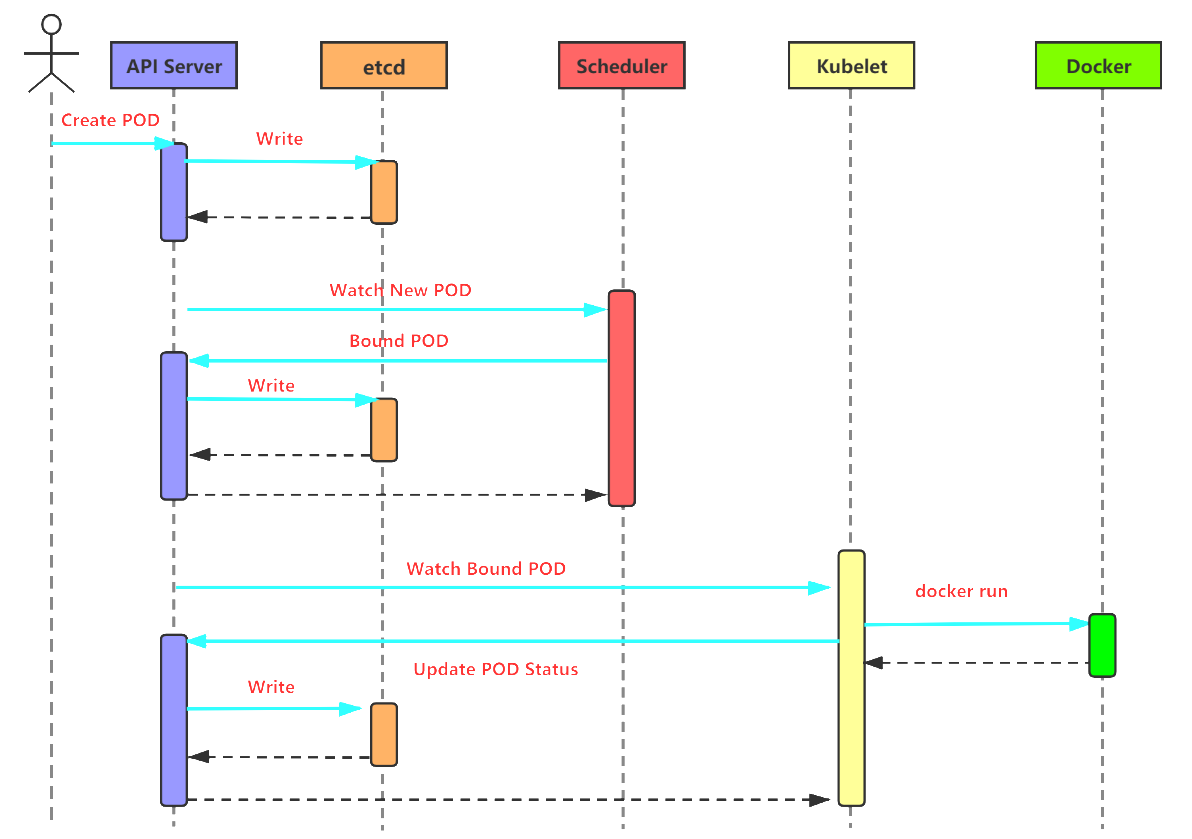 API Server
etcd
Scheduler
Kubelet
Docker
Create POD
Write
Watch New POD
Bound POD
Write
Watch Bound POD
docker run
Update POD Status
Write